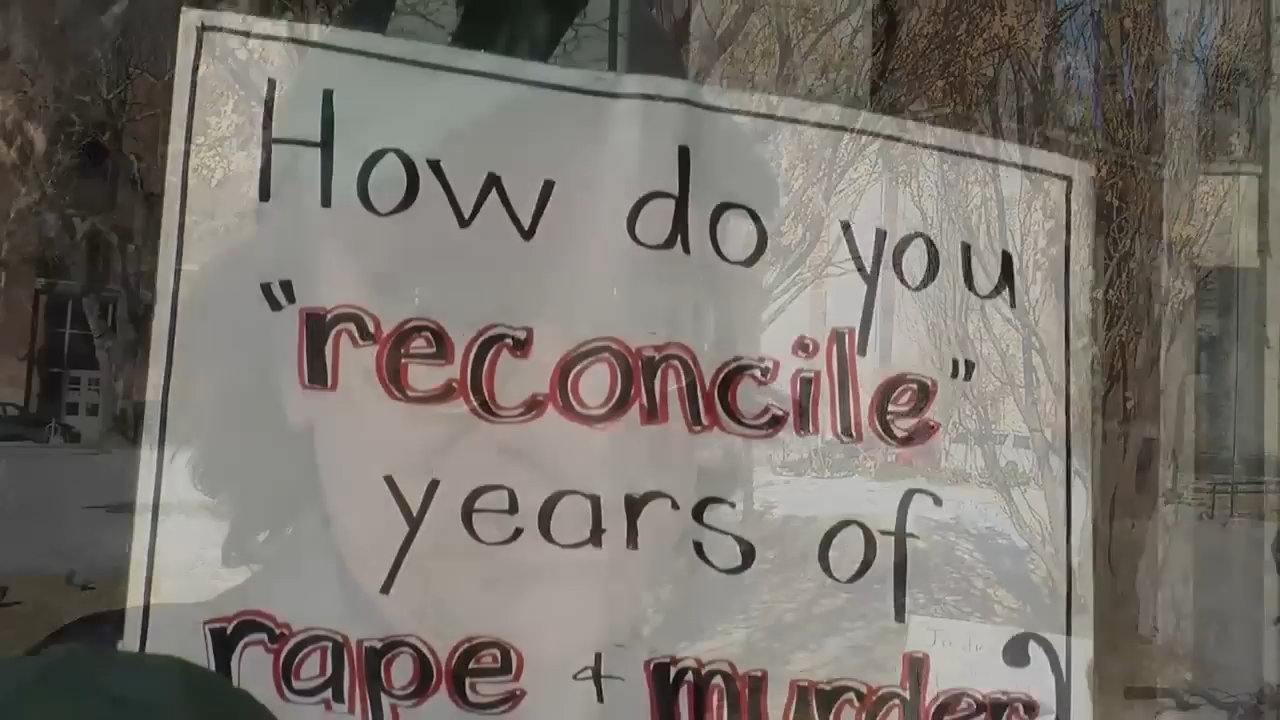 How do you
"reconcile"
years of
rape + murder?